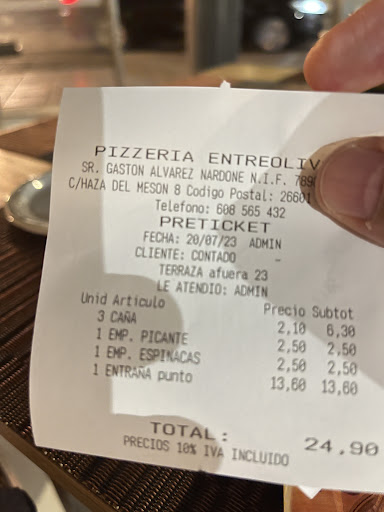 PIZZERIA ENTREOLIV
SR. GASTON ALVAREZ NARDONE N.I.F. 789
C/HAZA DEL MESON 8 Codigo Postal: 26601
Telefono: 608 565 432
PRETICKET
FECHA: 20/07/23 ADMIN
CLIENTE: CONTADO -
TERRAZA afuera 23
LE ATENDIO: ADMIN
Unid Articulo Precio Subtot
3 CAÑA 2,10 6,30
1 EMP. PICANTE 2,50 2,50
1 EMP. ESPINACAS 2,50 2,50
1 ENTRAÑA punto 13,60 13,60
TOTAL: 24,90
PRECIOS 10% IVA INCLUIDO